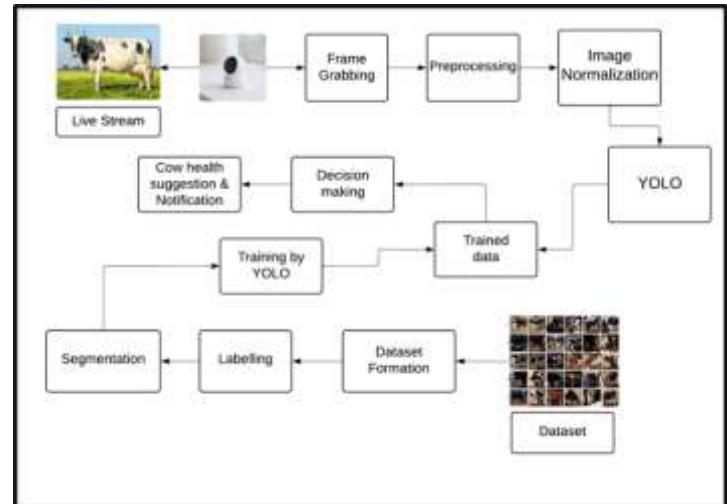 Live Stream
Frame
Grabbing
Preprocessing
Image
Normalization
YOLO
Cow health
suggestion &
Notification
Decision
making
Trained
data
Training by
YOLO
Segmentation
Labelling
Dataset
Formation
Dataset